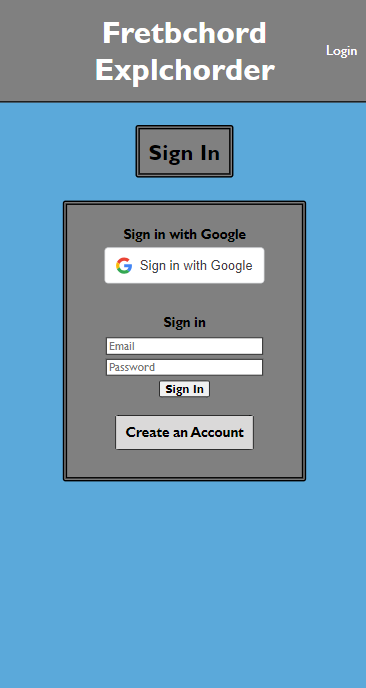 Fretbchord
Explchorder
Login
Sign In
Sign in with Google
Sign in with Google
Sign in
Email
Password
Sign In
Create an Account